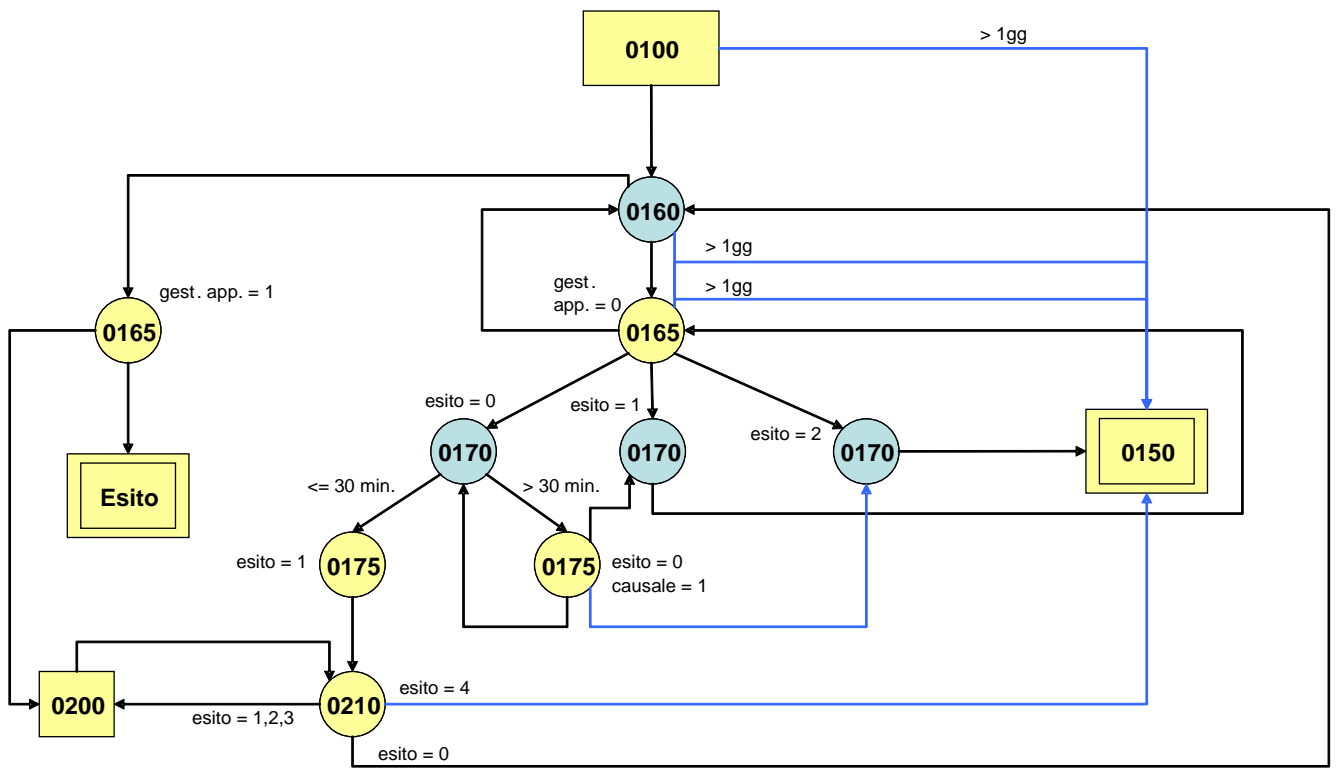 0100
> 1gg
0160
> 1gg
gest. app. = 1
gest.
app. = 0
> 1gg
0165
0165
esito = 0
esito = 1
esito = 2
0170
0170
0170
0150
Esito
<= 30 min.
> 30 min.
esito = 1
0175
0175
esito = 0
causale = 1
0200
esito = 1,2,3
0210
esito = 4
esito = 0